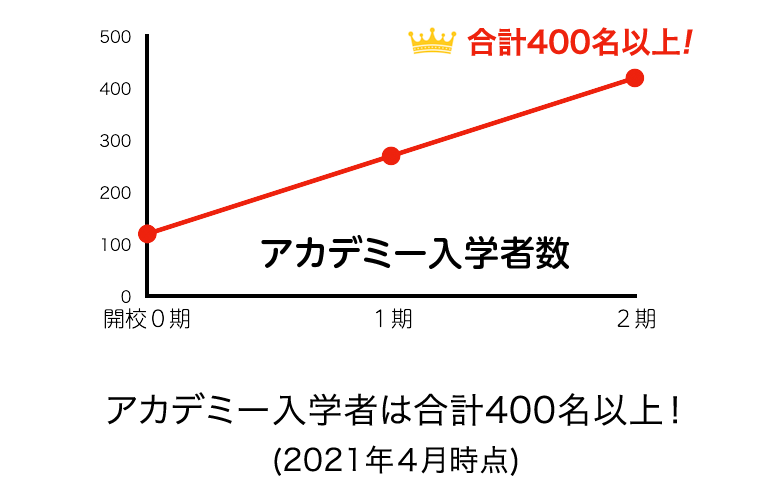 合計400名以上!
500
400
300
200
100
0
アカデミー入学者数
開校０期
１期
２期
アカデミー入学者は合計400名以上！
(2021年４月時点)